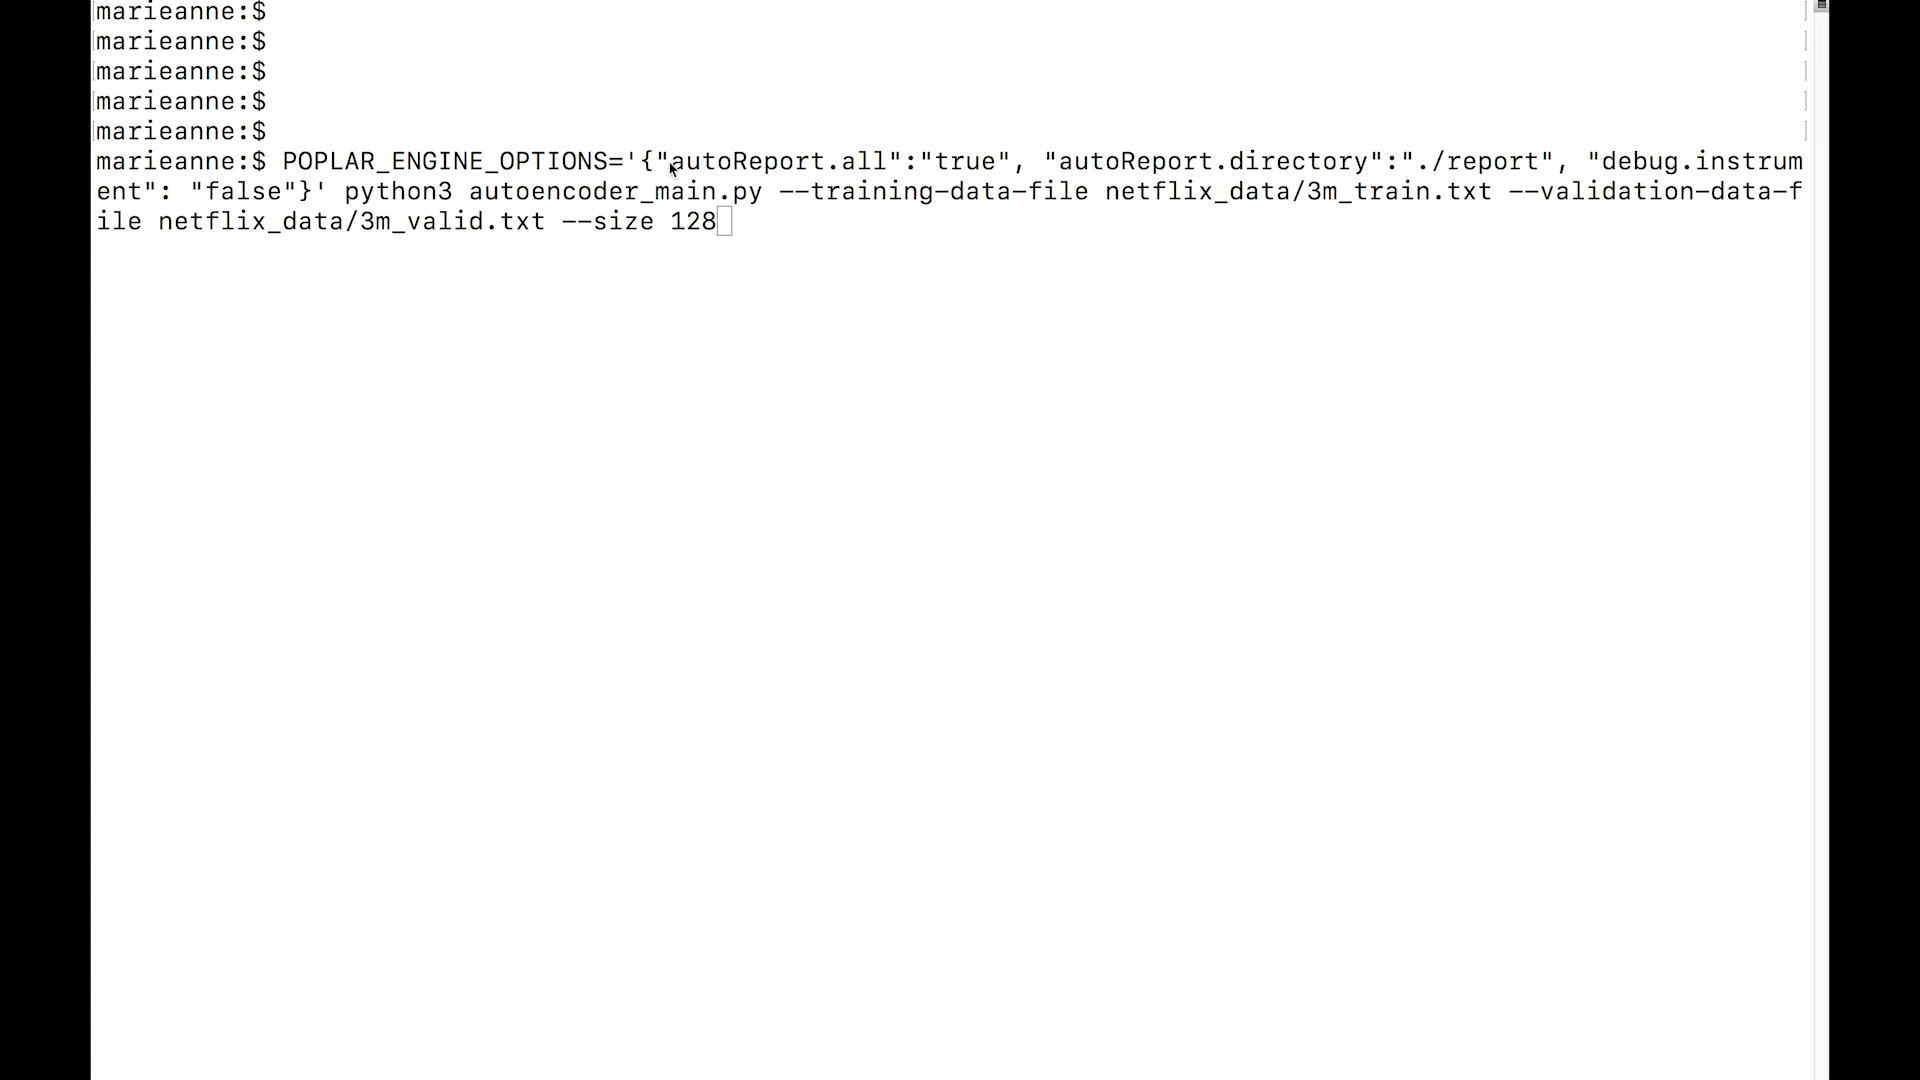 marieanne:$
marieanne:$
marieanne:$
marieanne:$
marieanne:$
marieanne:$ POPLAR_ENGINE_OPTIONS='{"autoReport.all":"true", "autoReport.directory":"./report", "debug.instrum
ent": "false"}' python3 autoencoder_main.py --training-data-file netflix_data/3m_train.txt --validation-data-f
ile netflix_data/3m_valid.txt --size 128